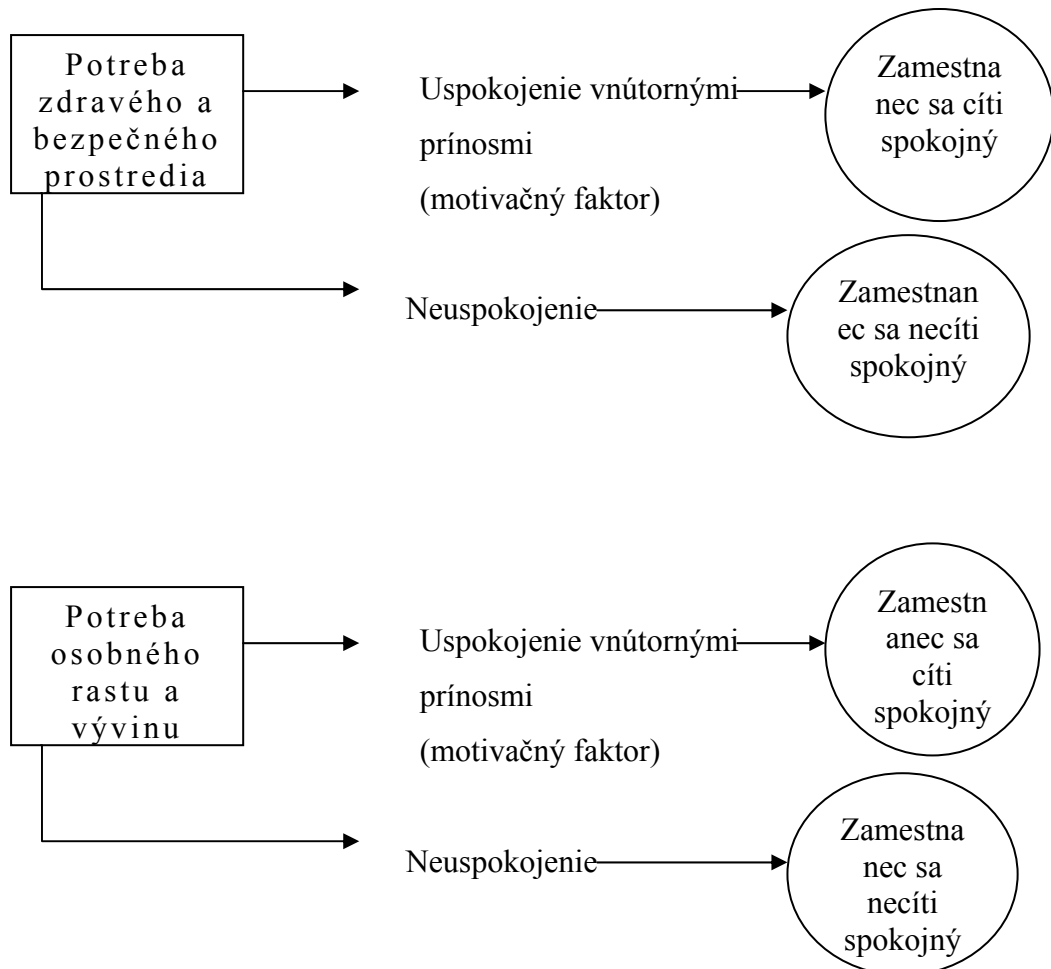 Potreba
zdravého a
bezpečného
prostredia
Uspokojenie vnútornými
prínosmi
(motivačný faktor)
Zamestna
nec sa cíti
spokojný
Neuspokojenie
Zamestnan
ec sa necíti
spokojný
Potreba
osobného
rastu a
vývinu
Uspokojenie vnútornými
prínosmi
(motivačný faktor)
Zamestn
anec sa
cíti
spokojný
Neuspokojenie
Zamestna
nec sa
necíti
spokojný